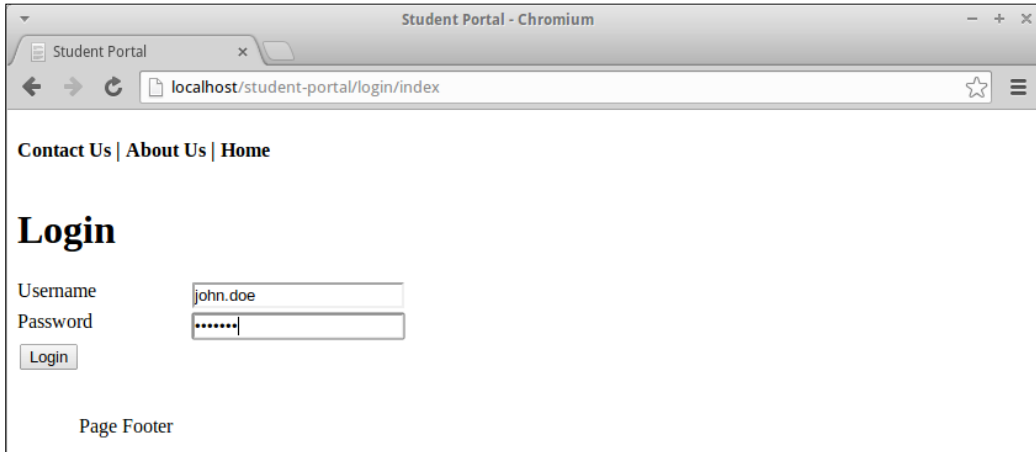 Student Portal - Chromium
Student Portal
localhost/student-portal/login/index
Contact Us | About Us | Home
Login
Username john.doe
Password •••••••
Login
Page Footer